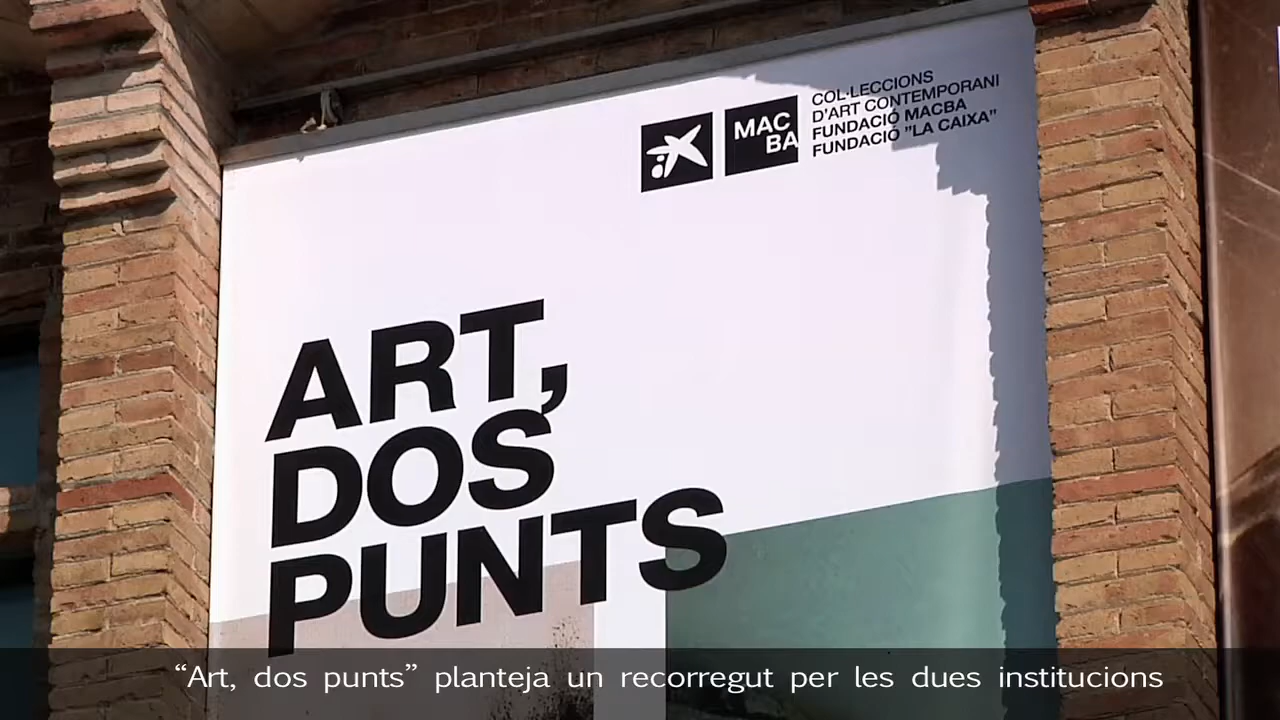 MAC
BA
COL·LECCIONS
D'ART CONTEMPORANI
FUNDACIÓ MACBA
FUNDACIÓ "LA CAIXA"
ART,
DOS
PUNTS
“Art, dos punts” planteja un recorregut per les dues institucions